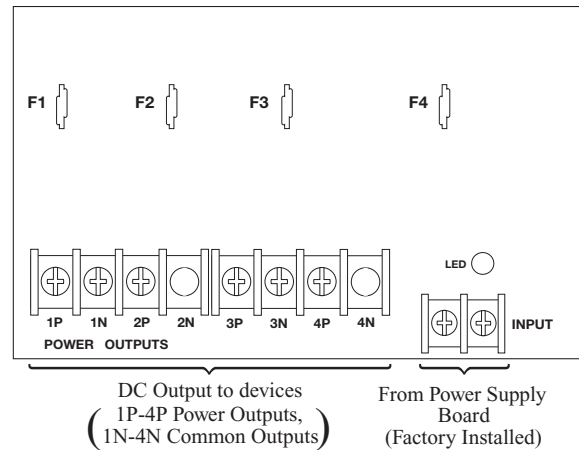 F1 F2 F3 F4
LED
1P 1N 2P 2N 3P 3N 4P 4N
INPUT
POWER OUTPUTS
DC Output to devices
(1P-4P Power Outputs,
1N-4N Common Outputs)
From Power Supply
Board
(Factory Installed)